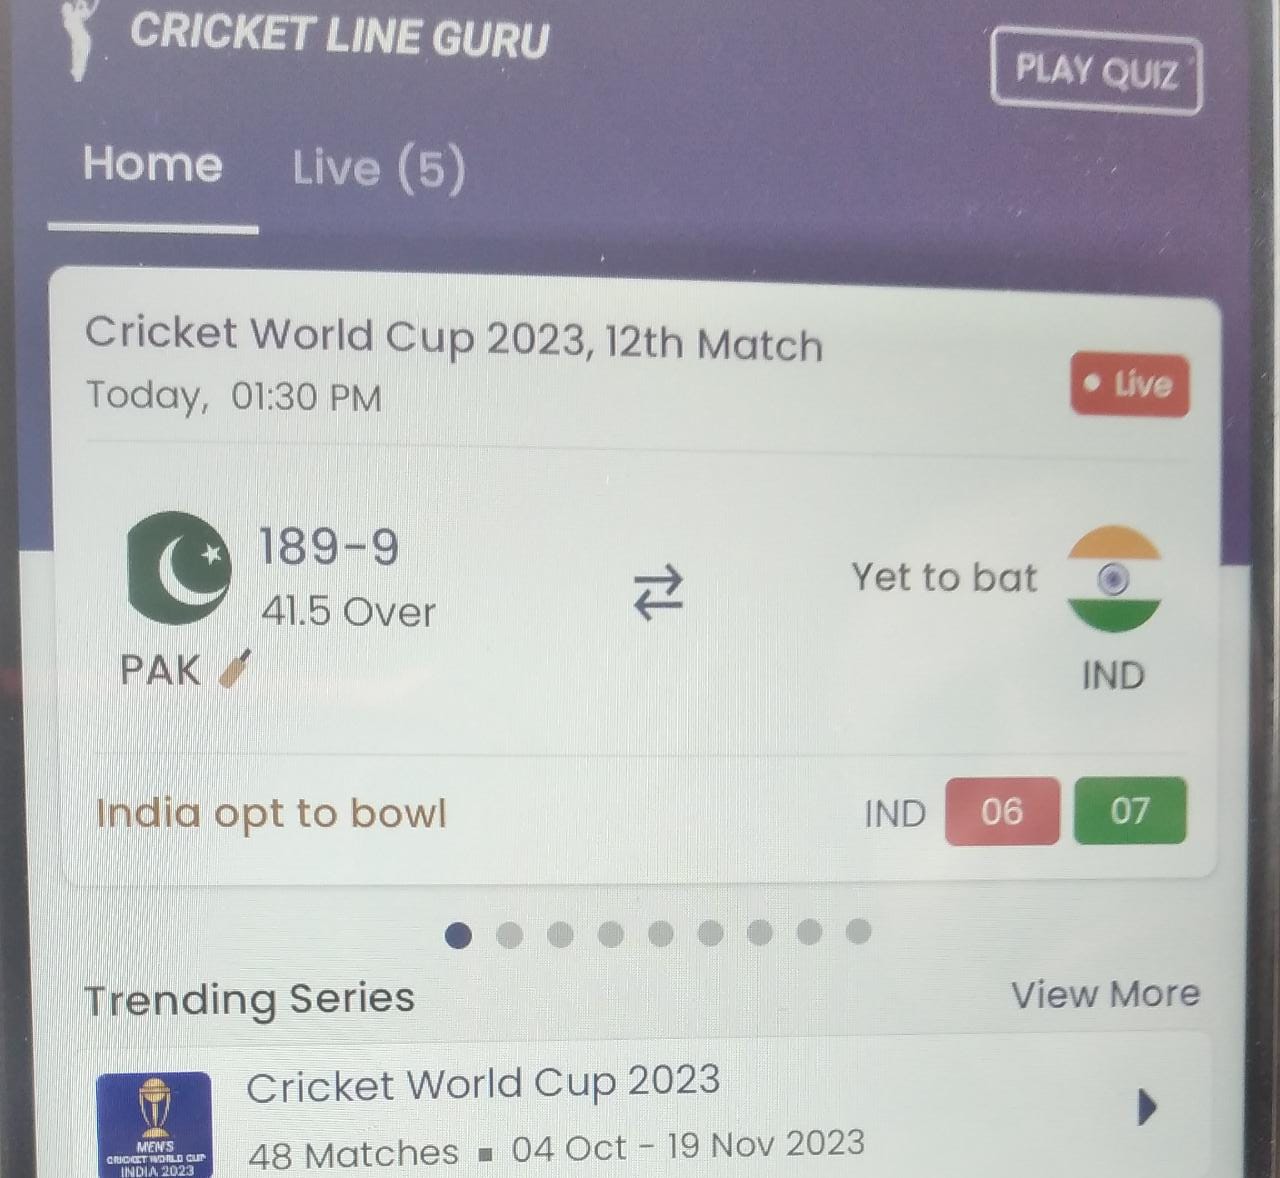 CRICKET LINE GURU
PLAY QUIZ
Home Live (5)
Cricket World Cup 2023, 12th Match
Today, 01:30 PM
• Live
189-9
41.5 Over
PAK
Yet to bat
IND
India opt to bowl
IND 06 07
Trending Series
View More
Cricket World Cup 2023
48 Matches ▪ 04 Oct - 19 Nov 2023
MEN'S
CRICKET WORLD CUP
INDIA 2023